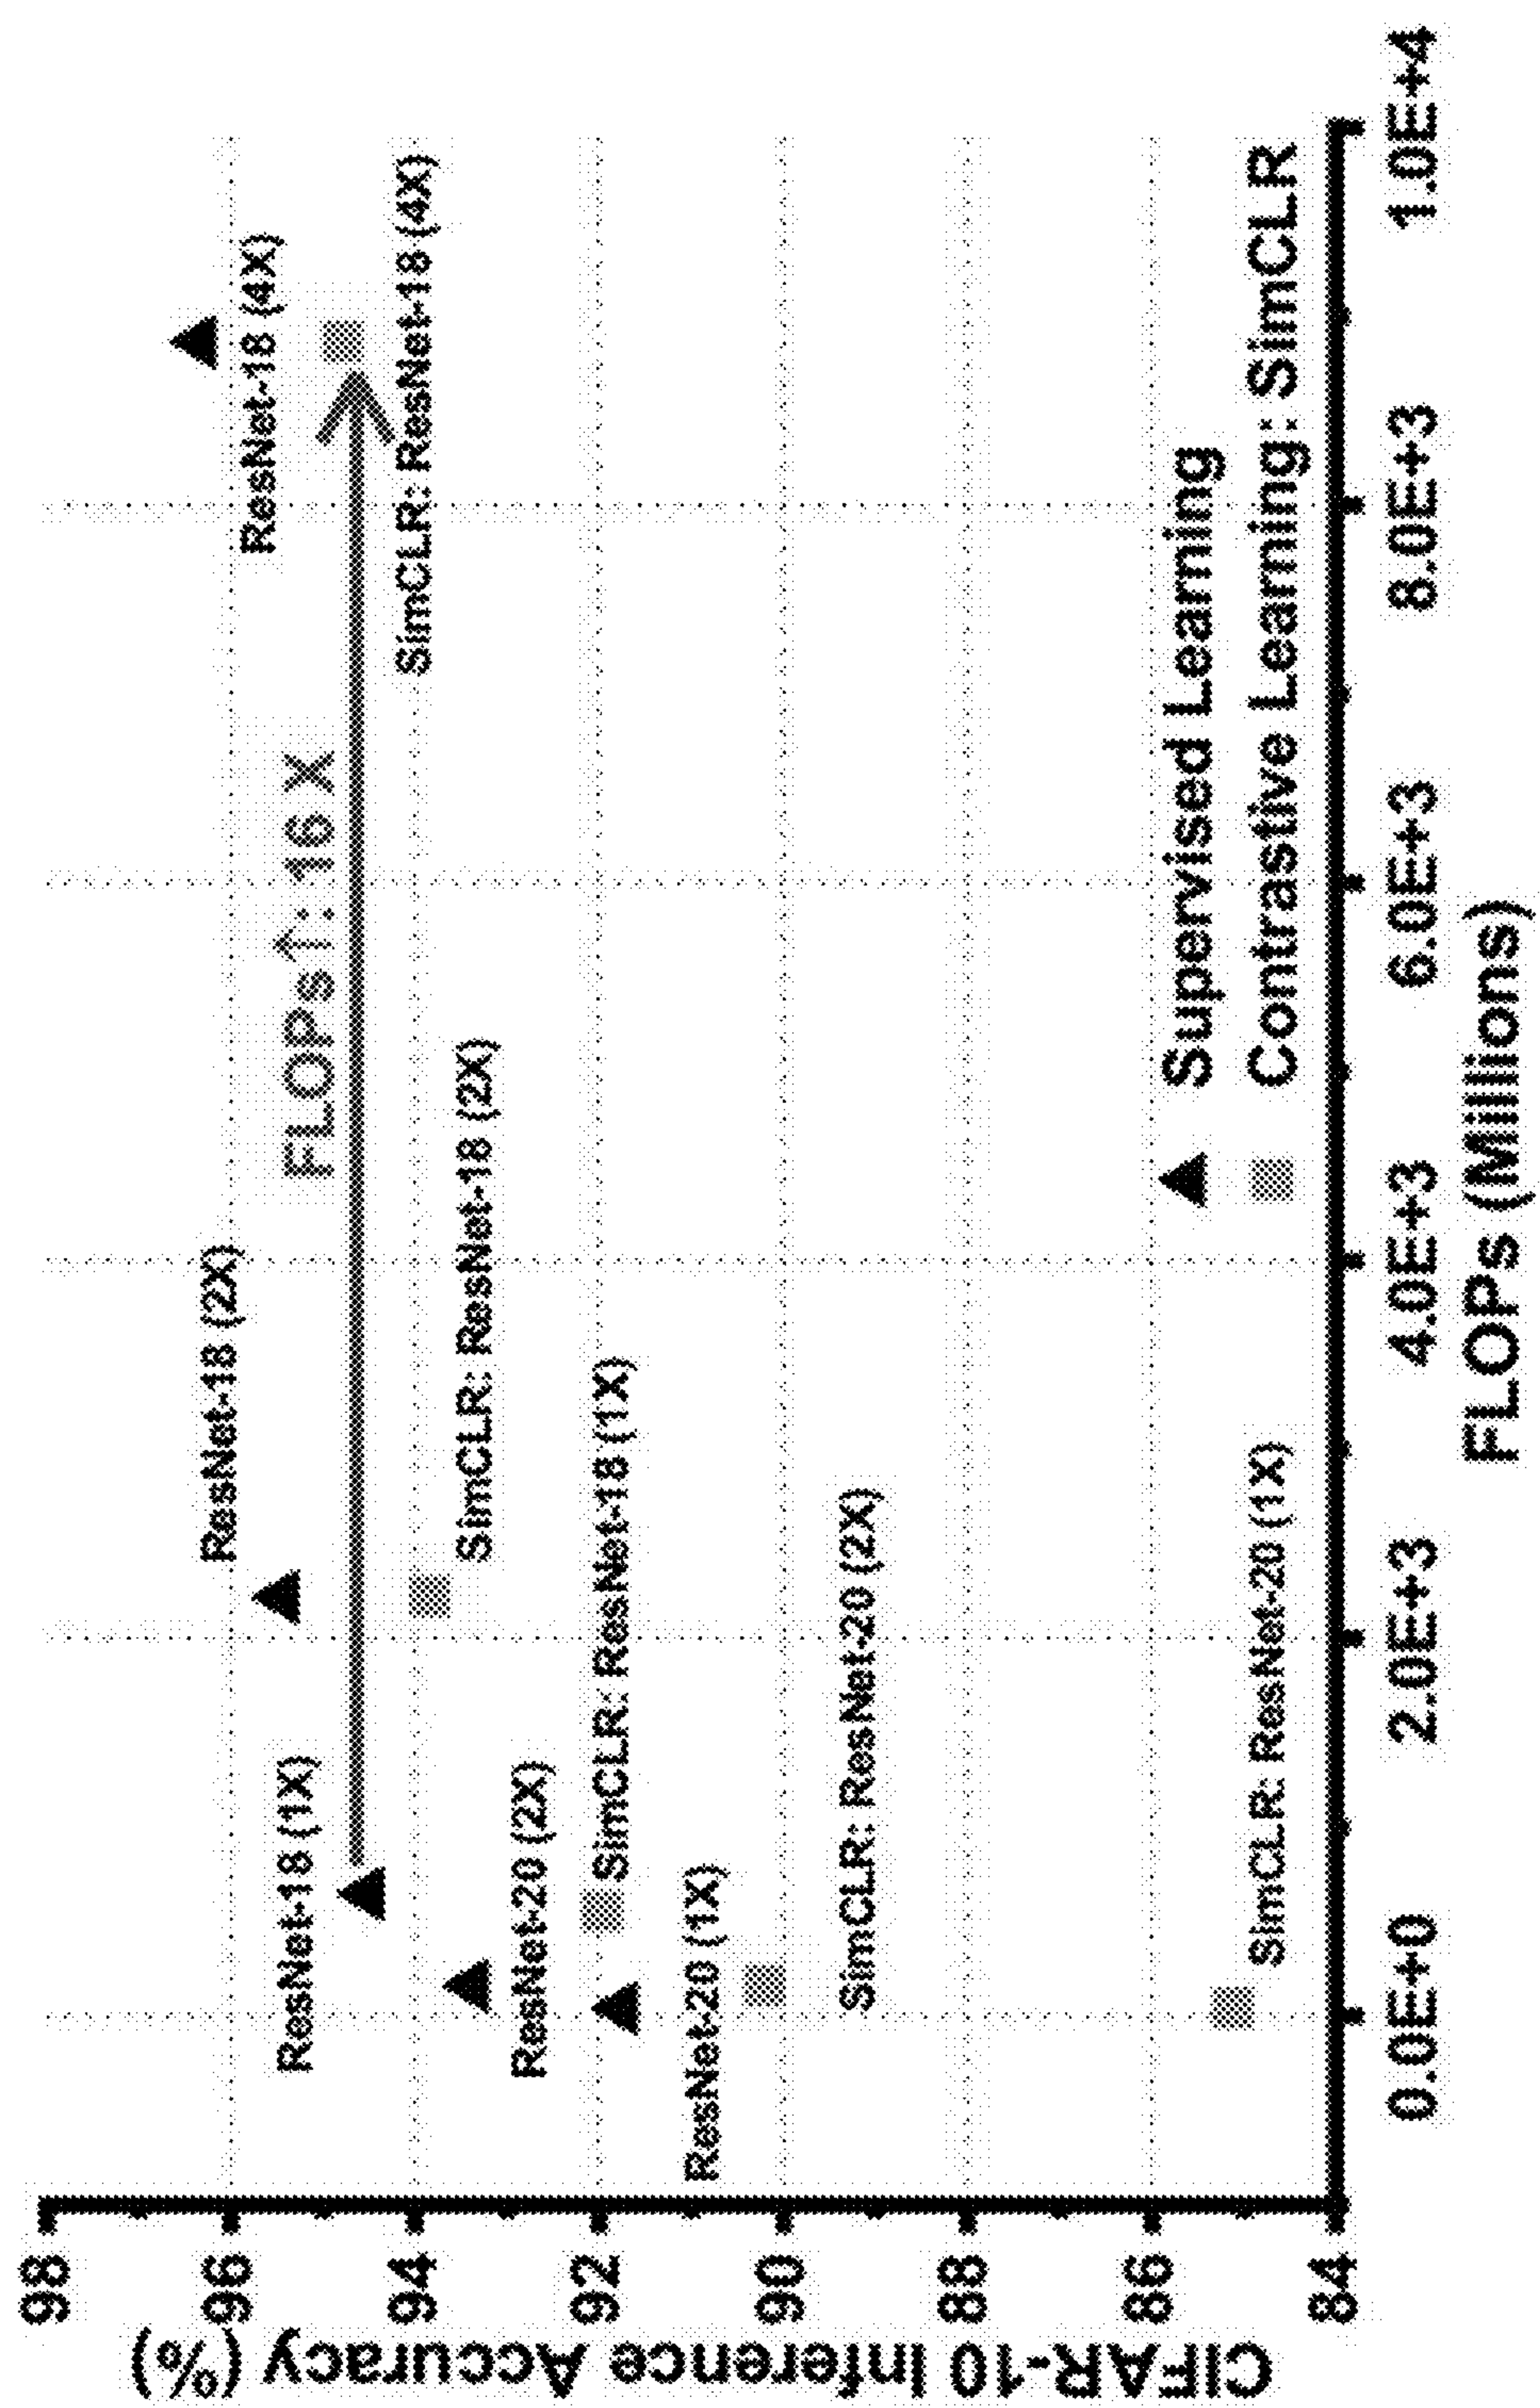 CIFAR-10 Inference Accuracy (%)
98
96
94
92
90
88
86
84
ResNet-18 (4X)
ResNet-18 (2X)
FLOPs↑: 16 X
ResNet-18 (1X)
SimCLR: ResNet-18 (4X)
SimCLR: ResNet-18 (2X)
ResNet-20 (2X)
SimCLR: ResNet-18 (1X)
ResNet-20 (1X)
SimCLR: ResNet-20 (2X)
Supervised Learning
Contrastive Learning: SimCLR
SimCLR: ResNet-20 (1X)
0.0E+0
2.0E+3
4.0E+3
6.0E+3
8.0E+3
1.0E+4
FLOPs (Millions)